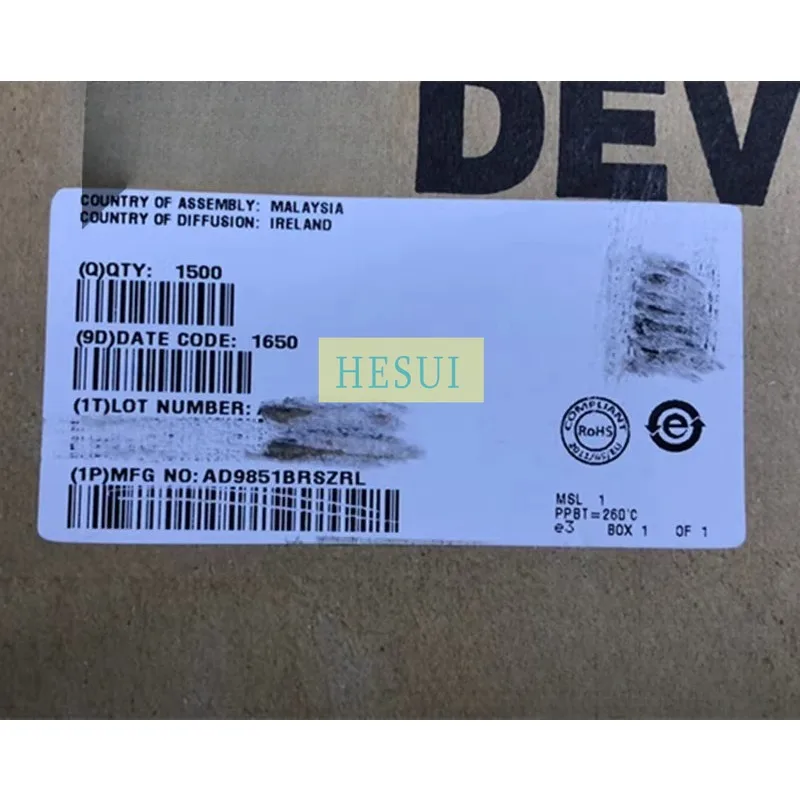 DEV
COUNTRY OF ASSEMBLY: MALAYSIA
COUNTRY OF DIFFUSION: IRELAND
(Q)QTY: 1500
(9D)DATE CODE: 1650
HESUI
(1T)LOT NUMBER:
COMPLIANT
RoHS
e
(1P)MFG NO: AD9851BRSZRL
MSL 1
PPBT=260°C
e3 BOX 1 OF 1